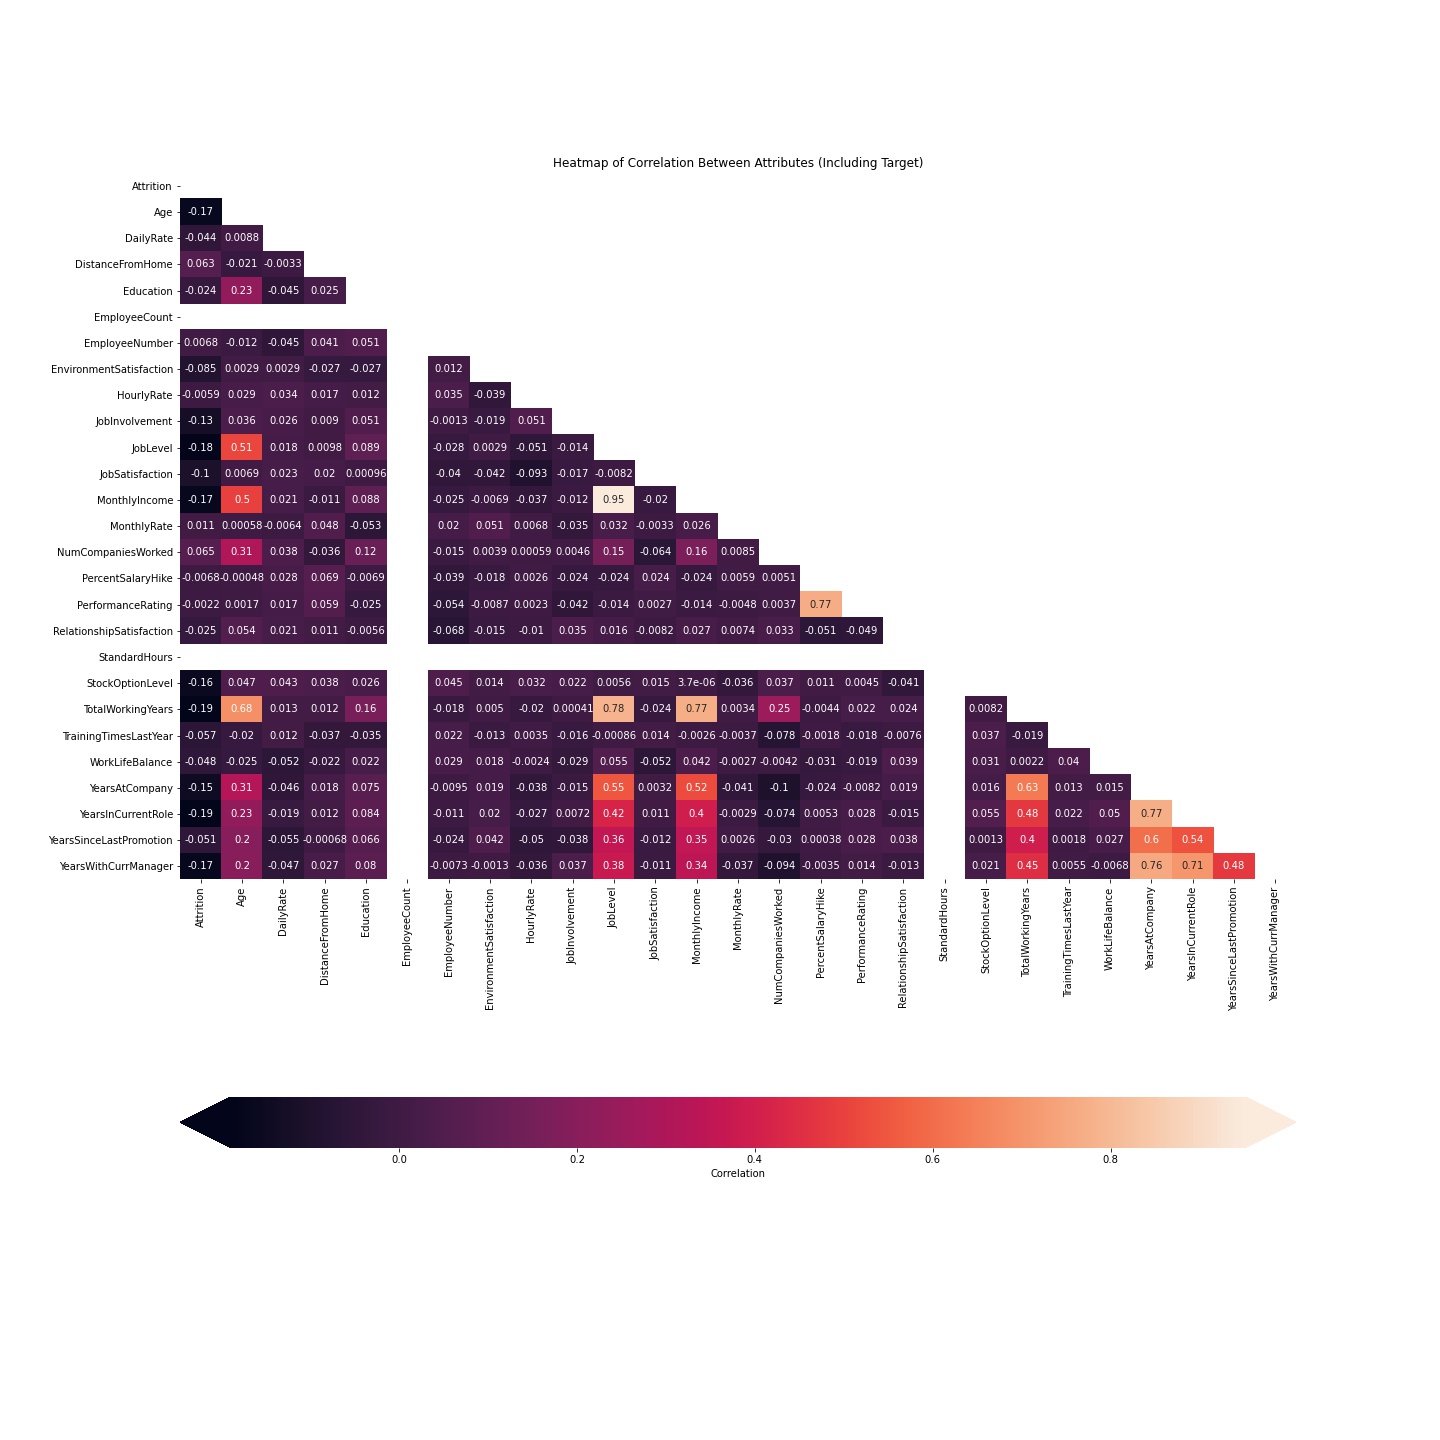 Heatmap of Correlation Between Attributes (Including Target)
Attrition
Age -0.17
DailyRate -0.044 0.0088
DistanceFromHome 0.063 -0.021 -0.0033
Education -0.024 0.23 -0.045 0.025
EmployeeCount
EmployeeNumber 0.0068 -0.012 -0.045 0.041 0.051
EnvironmentSatisfaction -0.085 0.0029 0.0029 -0.027 -0.027 0.012
HourlyRate -0.0059 0.029 0.034 0.017 0.012 0.035 -0.039
JobInvolvement -0.13 0.036 0.026 0.009 0.051 -0.0013 -0.019 0.051
JobLevel -0.18 0.51 0.018 0.0098 0.089 -0.028 0.0029 -0.051 -0.014
JobSatisfaction -0.1 0.0069 0.023 0.02 0.00096 -0.04 -0.042 -0.093 -0.017 -0.0082
MonthlyIncome -0.17 0.5 0.021 -0.011 0.088 -0.025 -0.0069 -0.037 -0.012 0.95 -0.02
MonthlyRate 0.011 0.00058 -0.0064 0.048 -0.053 0.02 0.051 0.0068 -0.035 0.032 -0.0033 0.026
NumCompaniesWorked 0.065 0.31 0.038 -0.036 0.12 -0.015 0.0039 0.00059 0.0046 0.15 -0.064 0.16 0.0085
PercentSalaryHike -0.0068 -0.00048 0.028 0.069 -0.0069 -0.039 -0.018 0.0026 -0.024 -0.024 0.024 -0.024 0.0059 0.0051
PerformanceRating -0.0022 0.0017 0.017 0.059 -0.025 -0.054 -0.0087 0.0023 -0.042 -0.014 0.0027 -0.014 -0.0048 0.0037 0.77
RelationshipSatisfaction -0.025 0.054 0.021 0.011 -0.0056 -0.068 -0.015 -0.01 0.035 0.016 -0.0082 0.027 0.0074 0.033 -0.051 -0.049
StandardHours
StockOptionLevel -0.16 0.047 0.043 0.038 0.026 0.045 0.014 0.032 0.022 0.0056 0.015 3.7e-06 -0.036 0.037 0.011 0.0045 -0.041
TotalWorkingYears -0.19 0.68 0.013 0.012 0.16 -0.018 0.005 -0.02 0.00041 0.78 -0.024 0.77 0.0034 0.25 -0.0044 0.022 0.024 0.0082
TrainingTimesLastYear -0.057 -0.02 0.012 -0.037 -0.035 0.022 -0.013 0.0035 -0.016 -0.00086 0.014 -0.0026 -0.0037 -0.078 -0.0018 -0.018 -0.0076 0.037 -0.019
WorkLifeBalance -0.048 -0.025 -0.052 -0.022 0.022 0.029 0.018 -0.0024 -0.029 0.055 -0.052 0.042 -0.0027 -0.0042 -0.031 -0.019 0.039 0.031 0.0022 0.04
YearsAtCompany -0.15 0.31 -0.046 0.018 0.075 -0.0095 0.019 -0.038 -0.015 0.55 0.0032 0.52 -0.041 -0.1 -0.024 -0.0082 0.019 0.016 0.63 0.013 0.015
YearsInCurrentRole -0.19 0.23 -0.019 0.012 0.084 -0.011 0.02 -0.027 0.0072 0.42 0.011 0.4 -0.0029 -0.074 0.0053 0.028 -0.015 0.055 0.48 0.022 0.05 0.77
YearsSinceLastPromotion -0.051 0.2 -0.055 -0.00068 0.066 -0.024 0.042 -0.05 -0.038 0.36 -0.012 0.35 0.0026 -0.03 0.00038 0.028 0.038 0.0013 0.4 0.0018 0.027 0.6 0.54
YearsWithCurrManager -0.17 0.2 -0.047 0.027 0.08 -0.0073 -0.0013 -0.036 0.037 0.38 -0.011 0.34 -0.037 -0.094 -0.0035 0.014 -0.013 0.021 0.45 0.0055 -0.0068 0.76 0.71 0.48
Attrition Age DailyRate DistanceFromHome Education EmployeeCount EmployeeNumber EnvironmentSatisfaction HourlyRate JobInvolvement JobLevel JobSatisfaction MonthlyIncome MonthlyRate NumCompaniesWorked PercentSalaryHike PerformanceRating RelationshipSatisfaction StandardHours StockOptionLevel TotalWorkingYears TrainingTimesLastYear WorkLifeBalance YearsAtCompany YearsInCurrentRole YearsSinceLastPromotion YearsWithCurrManager
0.0 0.2 0.4 0.6 0.8
Correlation